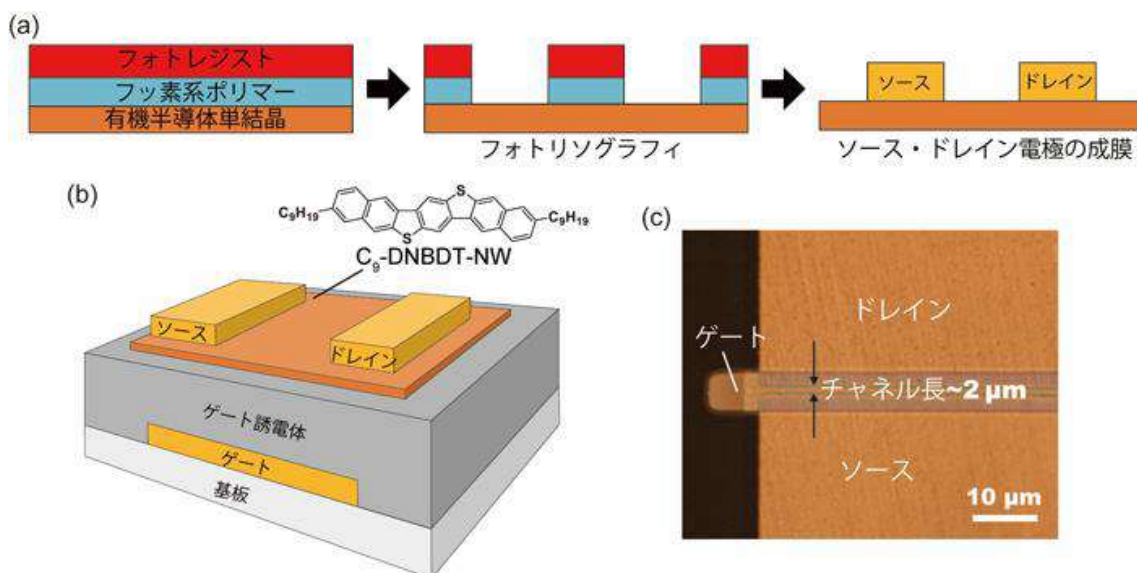 (a)
フォトレジスト
フッ素系ポリマー
有機半導体単結晶
フォトリソグラフィ
ソース
ドレイン
ソース・ドレイン電極の成膜
(b)
C₉H₁₉
S
S
C₉H₁₉
C₉-DNBDT-NW
ソース
ドレイン
ゲート誘電体
ゲート
基板
(c)
ドレイン
ゲート
チャネル長~2 μm
ソース
10 μm